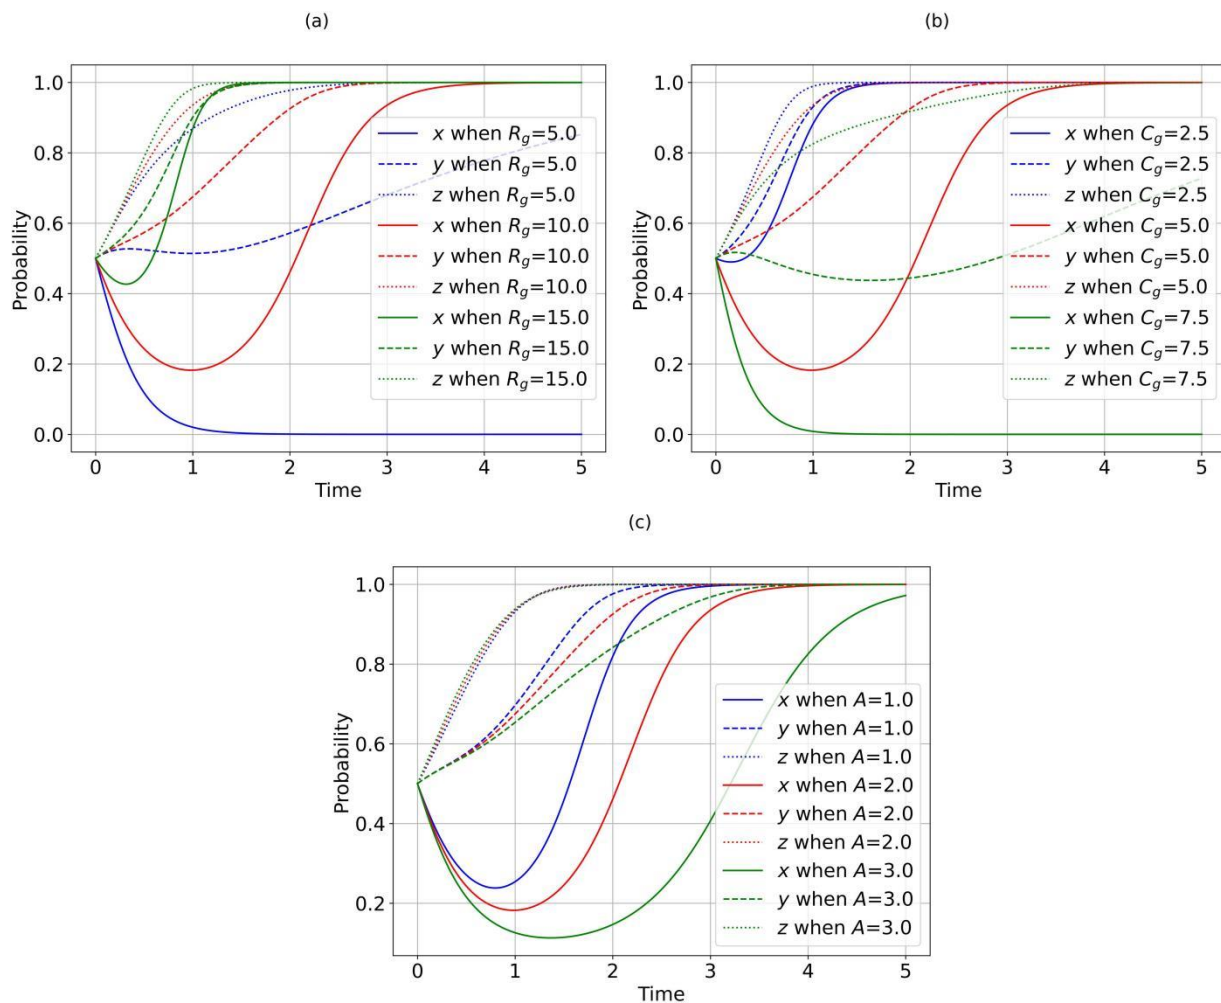 (a)
1.0
0.8
0.6
0.4
0.2
0.0
Probability
0 1 2 3 4 5
Time
x when R_g=5.0
y when R_g=5.0
z when R_g=5.0
x when R_g=10.0
y when R_g=10.0
z when R_g=10.0
x when R_g=15.0
y when R_g=15.0
z when R_g=15.0
(b)
1.0
0.8
0.6
0.4
0.2
0.0
Probability
0 1 2 3 4 5
Time
x when C_g=2.5
y when C_g=2.5
z when C_g=2.5
x when C_g=5.0
y when C_g=5.0
z when C_g=5.0
x when C_g=7.5
y when C_g=7.5
z when C_g=7.5
(c)
1.0
0.8
0.6
0.4
0.2
Probability
0 1 2 3 4 5
Time
x when A=1.0
y when A=1.0
z when A=1.0
x when A=2.0
y when A=2.0
z when A=2.0
x when A=3.0
y when A=3.0
z when A=3.0